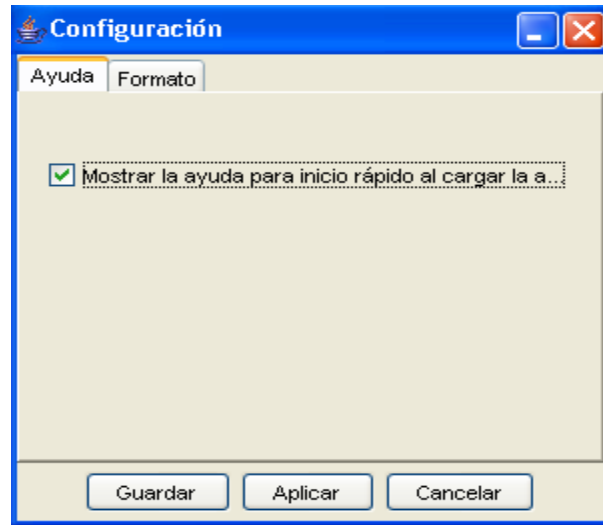 Configuración
Ayuda Formato
Mostrar la ayuda para inicio rápido al cargar la a...
Guardar Aplicar Cancelar